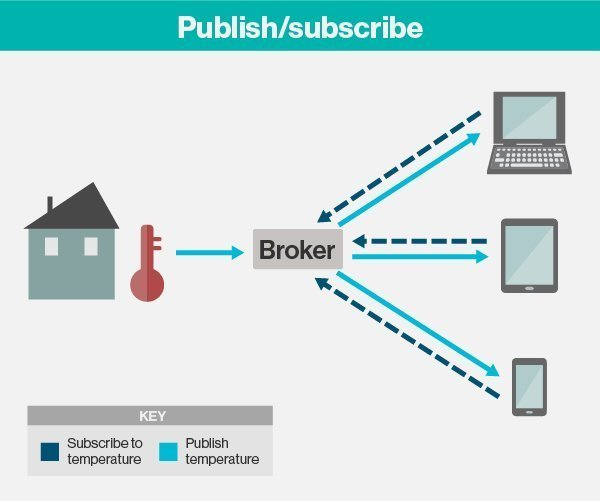 Publish/subscribe
Broker
KEY
Subscribe to
temperature
Publish
temperature